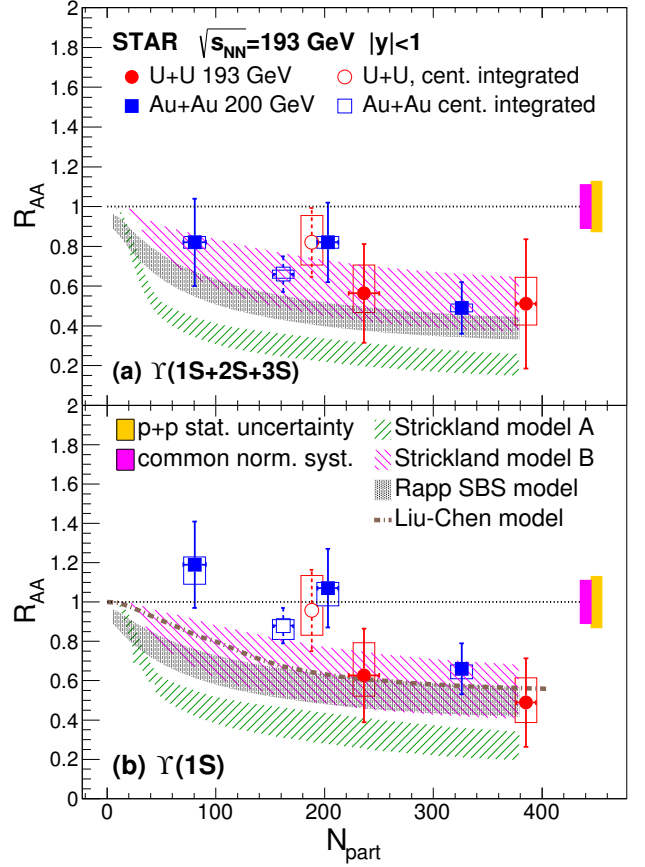 2
1.8
1.6
1.4
1.2
1
0.8
0.6
0.4
0.2
R_AA
STAR √s_NN=193 GeV |y|<1
U+U 193 GeV U+U, cent. integrated
Au+Au 200 GeV Au+Au cent. integrated
(a) ϒ(1S+2S+3S)
2
1.8
1.6
1.4
1.2
1
0.8
0.6
0.4
0.2
0
R_AA
p+p stat. uncertainty Strickland model A
common norm. syst. Strickland model B
Rapp SBS model
Liu-Chen model
(b) ϒ(1S)
0 100 200 300 400
N_part